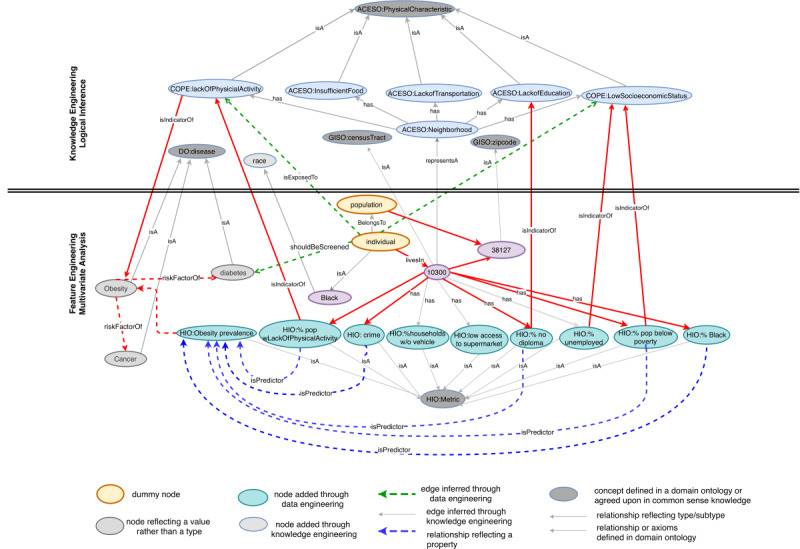 ACESO:PhysicalCharacteristic
isA
isA
isA
isA
isA
Knowledge Engineering
Logical Inference
COPE:lackOfPhysicialActivity
ACESO:InsufficientFood
ACESO:LackofTransportation
ACESO:LackofEducation
COPE:LowSocioeconomicStatus
has
has
has
has
has
isIndicatorOf
ACESO:Neighborhood
GISO:censusTract
GISO:zipcode
DO:disease
race
representsA
isA
isA
isExposedTo
population
BelongsTo
individual
38127
isIndicatorOf
isIndicatorOf
isIndicatorOf
Feature Engineering
Multivariate Analysis
isA
isA
isA
shouldBeScreened
livesIn
10300
diabetes
riskFactorOf
Obesity
isA
Black
isIndicatorOf
has
has
has
has
has
has
riskFactorOf
HIO:Obesity prevalence
HIO:% pop
eLackOfPhysicalActivity
HIO: crime
HIO:%households
w/o vehicle
HIO:low access
to supermarket
HIO:% no
diploma
HIO:%
unemployed
HIO:% pop below
poverty
HIO:% Black
Cancer
isA
isA
isA
isA
isA
isA
isA
isA
isPredictor
isPredictor
HIO:Metric
isPredictor
isPredictor
isPredictor
dummy node
node added through
data engineering
edge inferred through
data engineering
concept defined in a domain ontology or
agreed upon in common sense knowledge
node reflecting a value
rather than a type
node added through
knowledge engineering
edge inferred through
knowledge engineering
relationship reflecting type/subtype
relationship reflecting a
property
relationship or axioms
defined in domain ontology